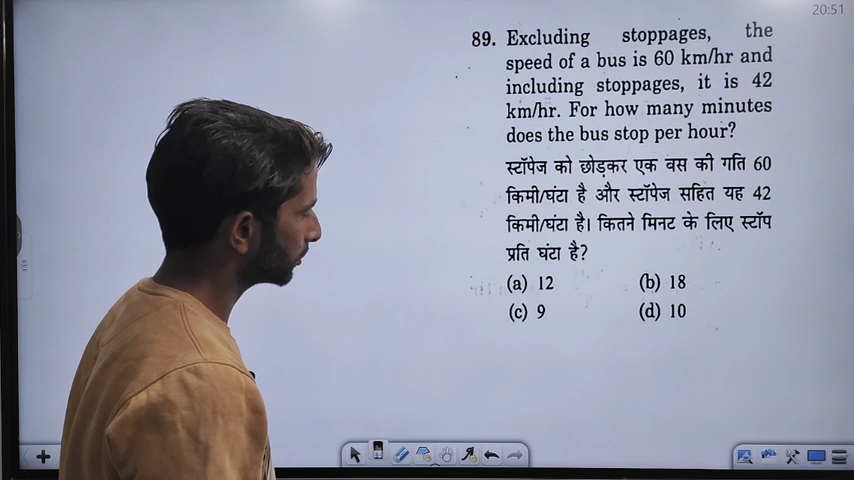 20:51
89. Excluding stoppages, the
speed of a bus is 60 km/hr and
including stoppages, it is 42
km/hr. For how many minutes
does the bus stop per hour?
स्टॉपेज को छोड़कर एक बस की गति 60
किमी/घंटा है और स्टॉपेज सहित यह 42
किमी/घंटा है। कितने मिनट के लिए स्टॉप
प्रति घंटा है?
(a) 12 (b) 18
(c) 9 (d) 10